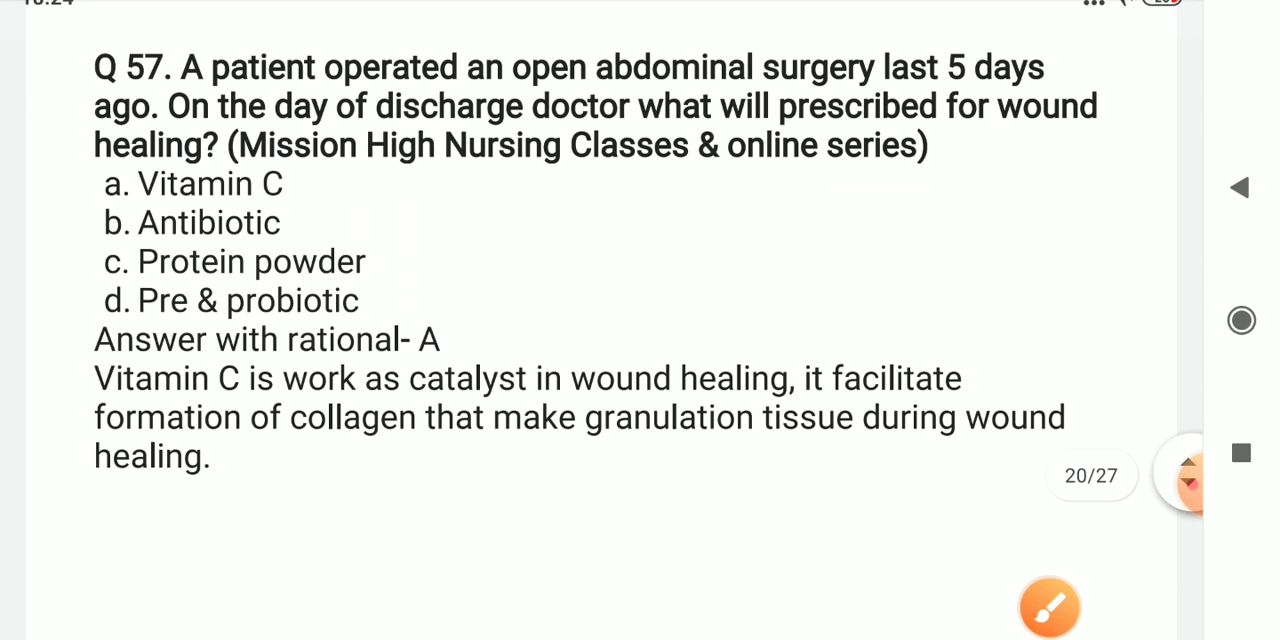 Q 57. A patient operated an open abdominal surgery last 5 days
ago. On the day of discharge doctor what will prescribed for wound
healing? (Mission High Nursing Classes & online series)
a. Vitamin C
b. Antibiotic
c. Protein powder
d. Pre & probiotic
Answer with rational- A
Vitamin C is work as catalyst in wound healing, it facilitate
formation of collagen that make granulation tissue during wound
healing.
20/27